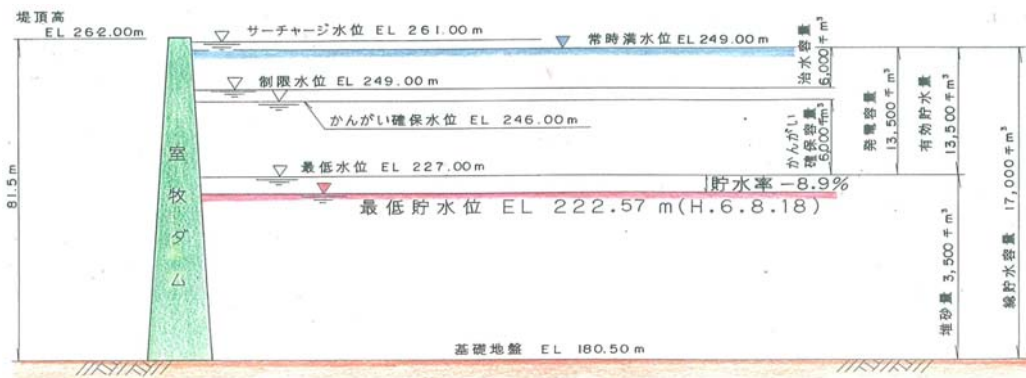 堤頂高
EL 262.00m
サーチャージ水位 EL 261.00m
常時満水位 EL 249.00m
制限水位 EL 249.00m
かんがい確保水位 EL 246.00m
最低水位 EL 227.00m
貯水率-8.9%
最低貯水位 EL 222.57m(H.6.8.18)
基礎地盤 EL 180.50m
81.5m
室牧ダム
治水容量
6,000千m³
かんがい
確保容量
6,000千m³
発電容量
13,500千m³
有効貯水量
13,500千m³
堆砂量 3,500千m³
総貯水容量 17,000千m³